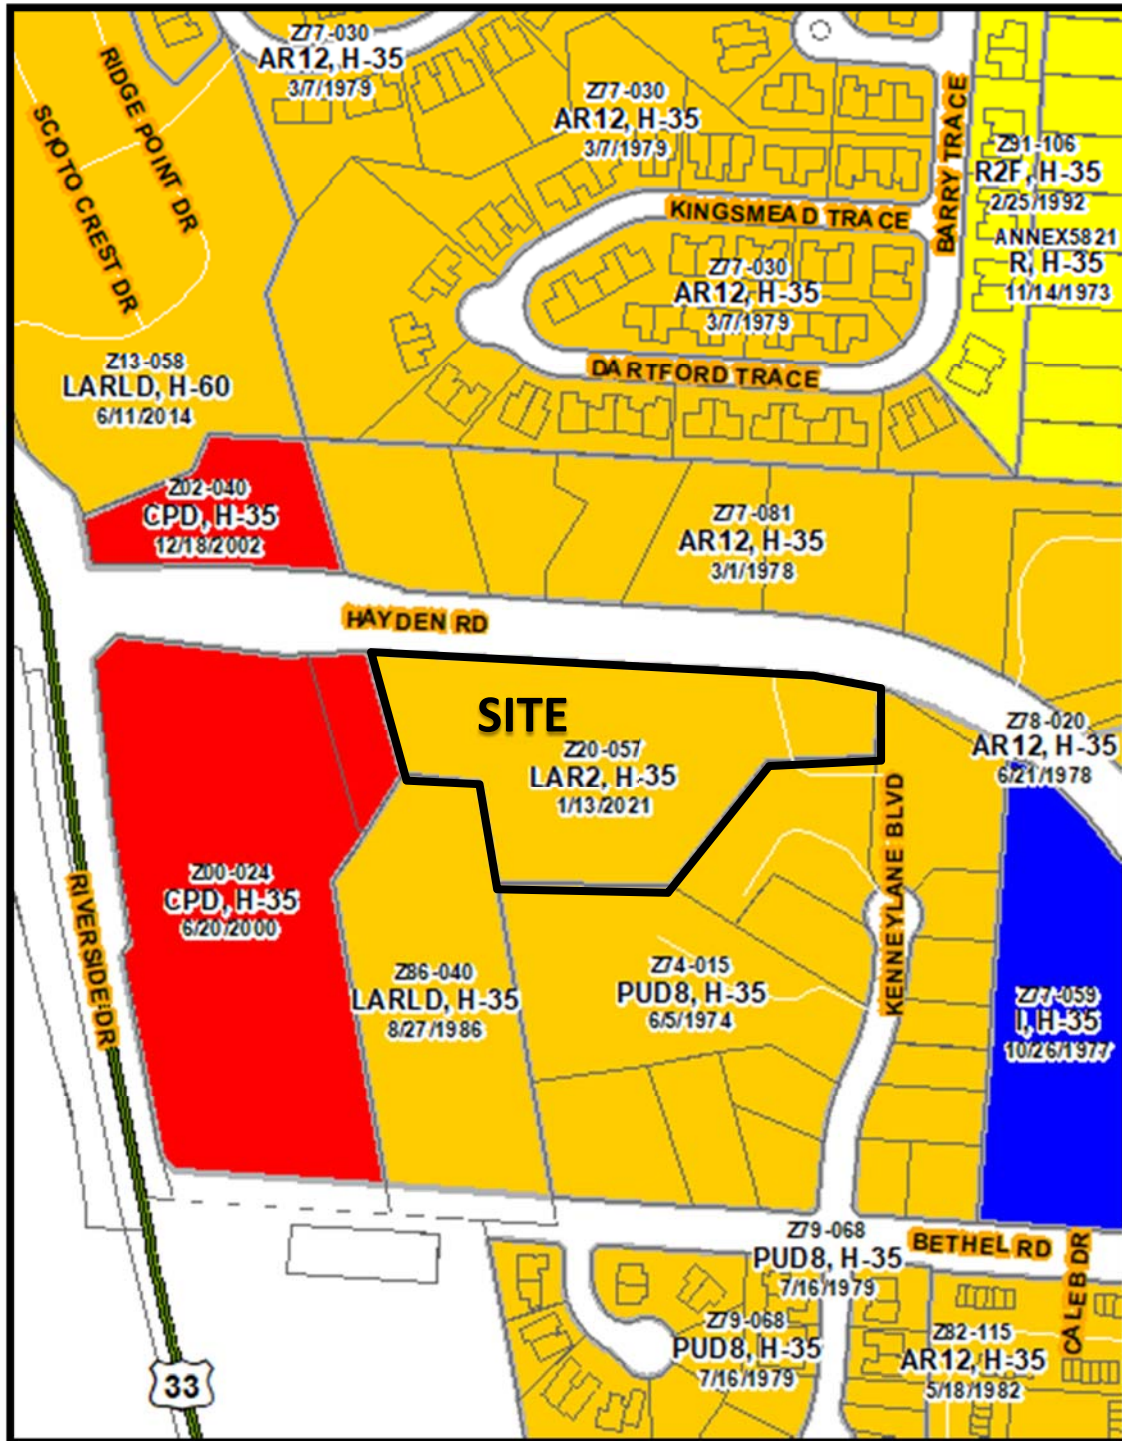 Z77-030
AR12, H-35
3/7/1979
RIDGE POINT DR
SCIOTO CREST DR
Z77-030
AR12, H-35
3/7/1979
BARRY TRACE
Z91-106
R2F, H-35
2/25/1992
KINGSMEAD TRACE
ANNEX5821
R, H-35
11/14/1973
Z77-030
AR12, H-35
3/7/1979
DARTFORD TRACE
Z13-058
LARLD, H-60
6/11/2014
Z02-040
CPD, H-35
12/18/2002
Z77-081
AR12, H-35
3/1/1978
HAYDEN RD
SITE
Z20-057
LAR2, H-35
1/13/2021
Z78-020
AR12, H-35
6/21/1978
KENNEYLANE BLVD
Z00-024
CPD, H-35
6/20/2000
RIVERSIDE DR
Z86-040
LARLD, H-35
8/27/1986
Z74-015
PUD8, H-35
6/5/1974
Z77-059
I, H-35
10/26/1977
Z79-068
PUD8, H-35
7/16/1979
BETHEL RD
CALEB DR
Z79-068
PUD8, H-35
7/16/1979
Z82-115
AR12, H-35
5/18/1982
33